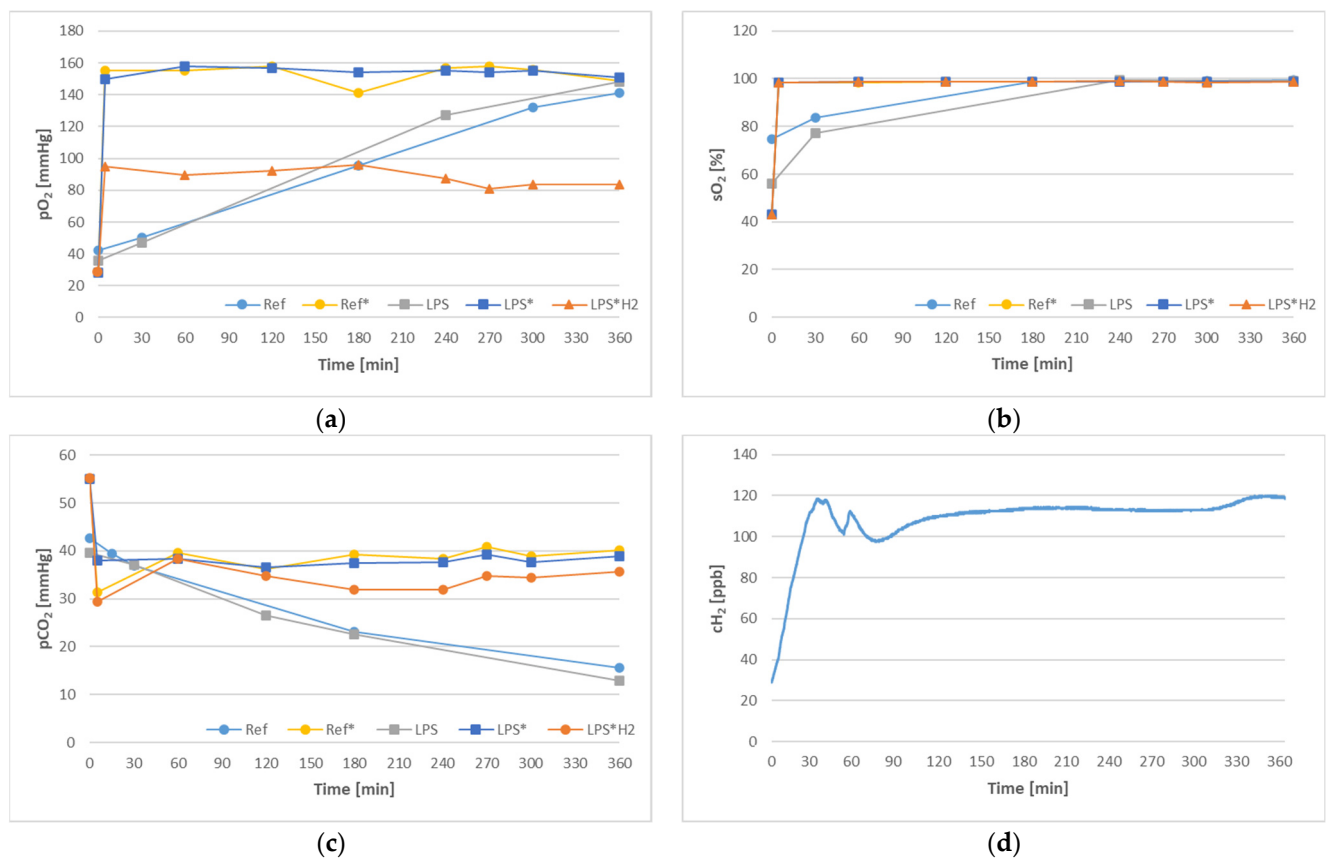 180
160
140
120
100
80
60
40
20
0
pO2 [mmHg]
Ref Ref* LPS LPS* LPS*H2
0 30 60 90 120 150 180 210 240 270 300 330 360
Time [min]
(a)
120
100
80
60
40
20
0
sO2 [%]
Ref Ref* LPS LPS* LPS*H2
0 30 60 90 120 150 180 210 240 270 300 330 360
Time [min]
(b)
60
50
40
30
20
10
0
pCO2 [mmHg]
Ref Ref* LPS LPS* LPS*H2
0 30 60 90 120 150 180 210 240 270 300 330 360
Time [min]
(c)
140
120
100
80
60
40
20
0
cH2 [ppb]
0 30 60 90 120 150 180 210 240 270 300 330 360
Time [min]
(d)